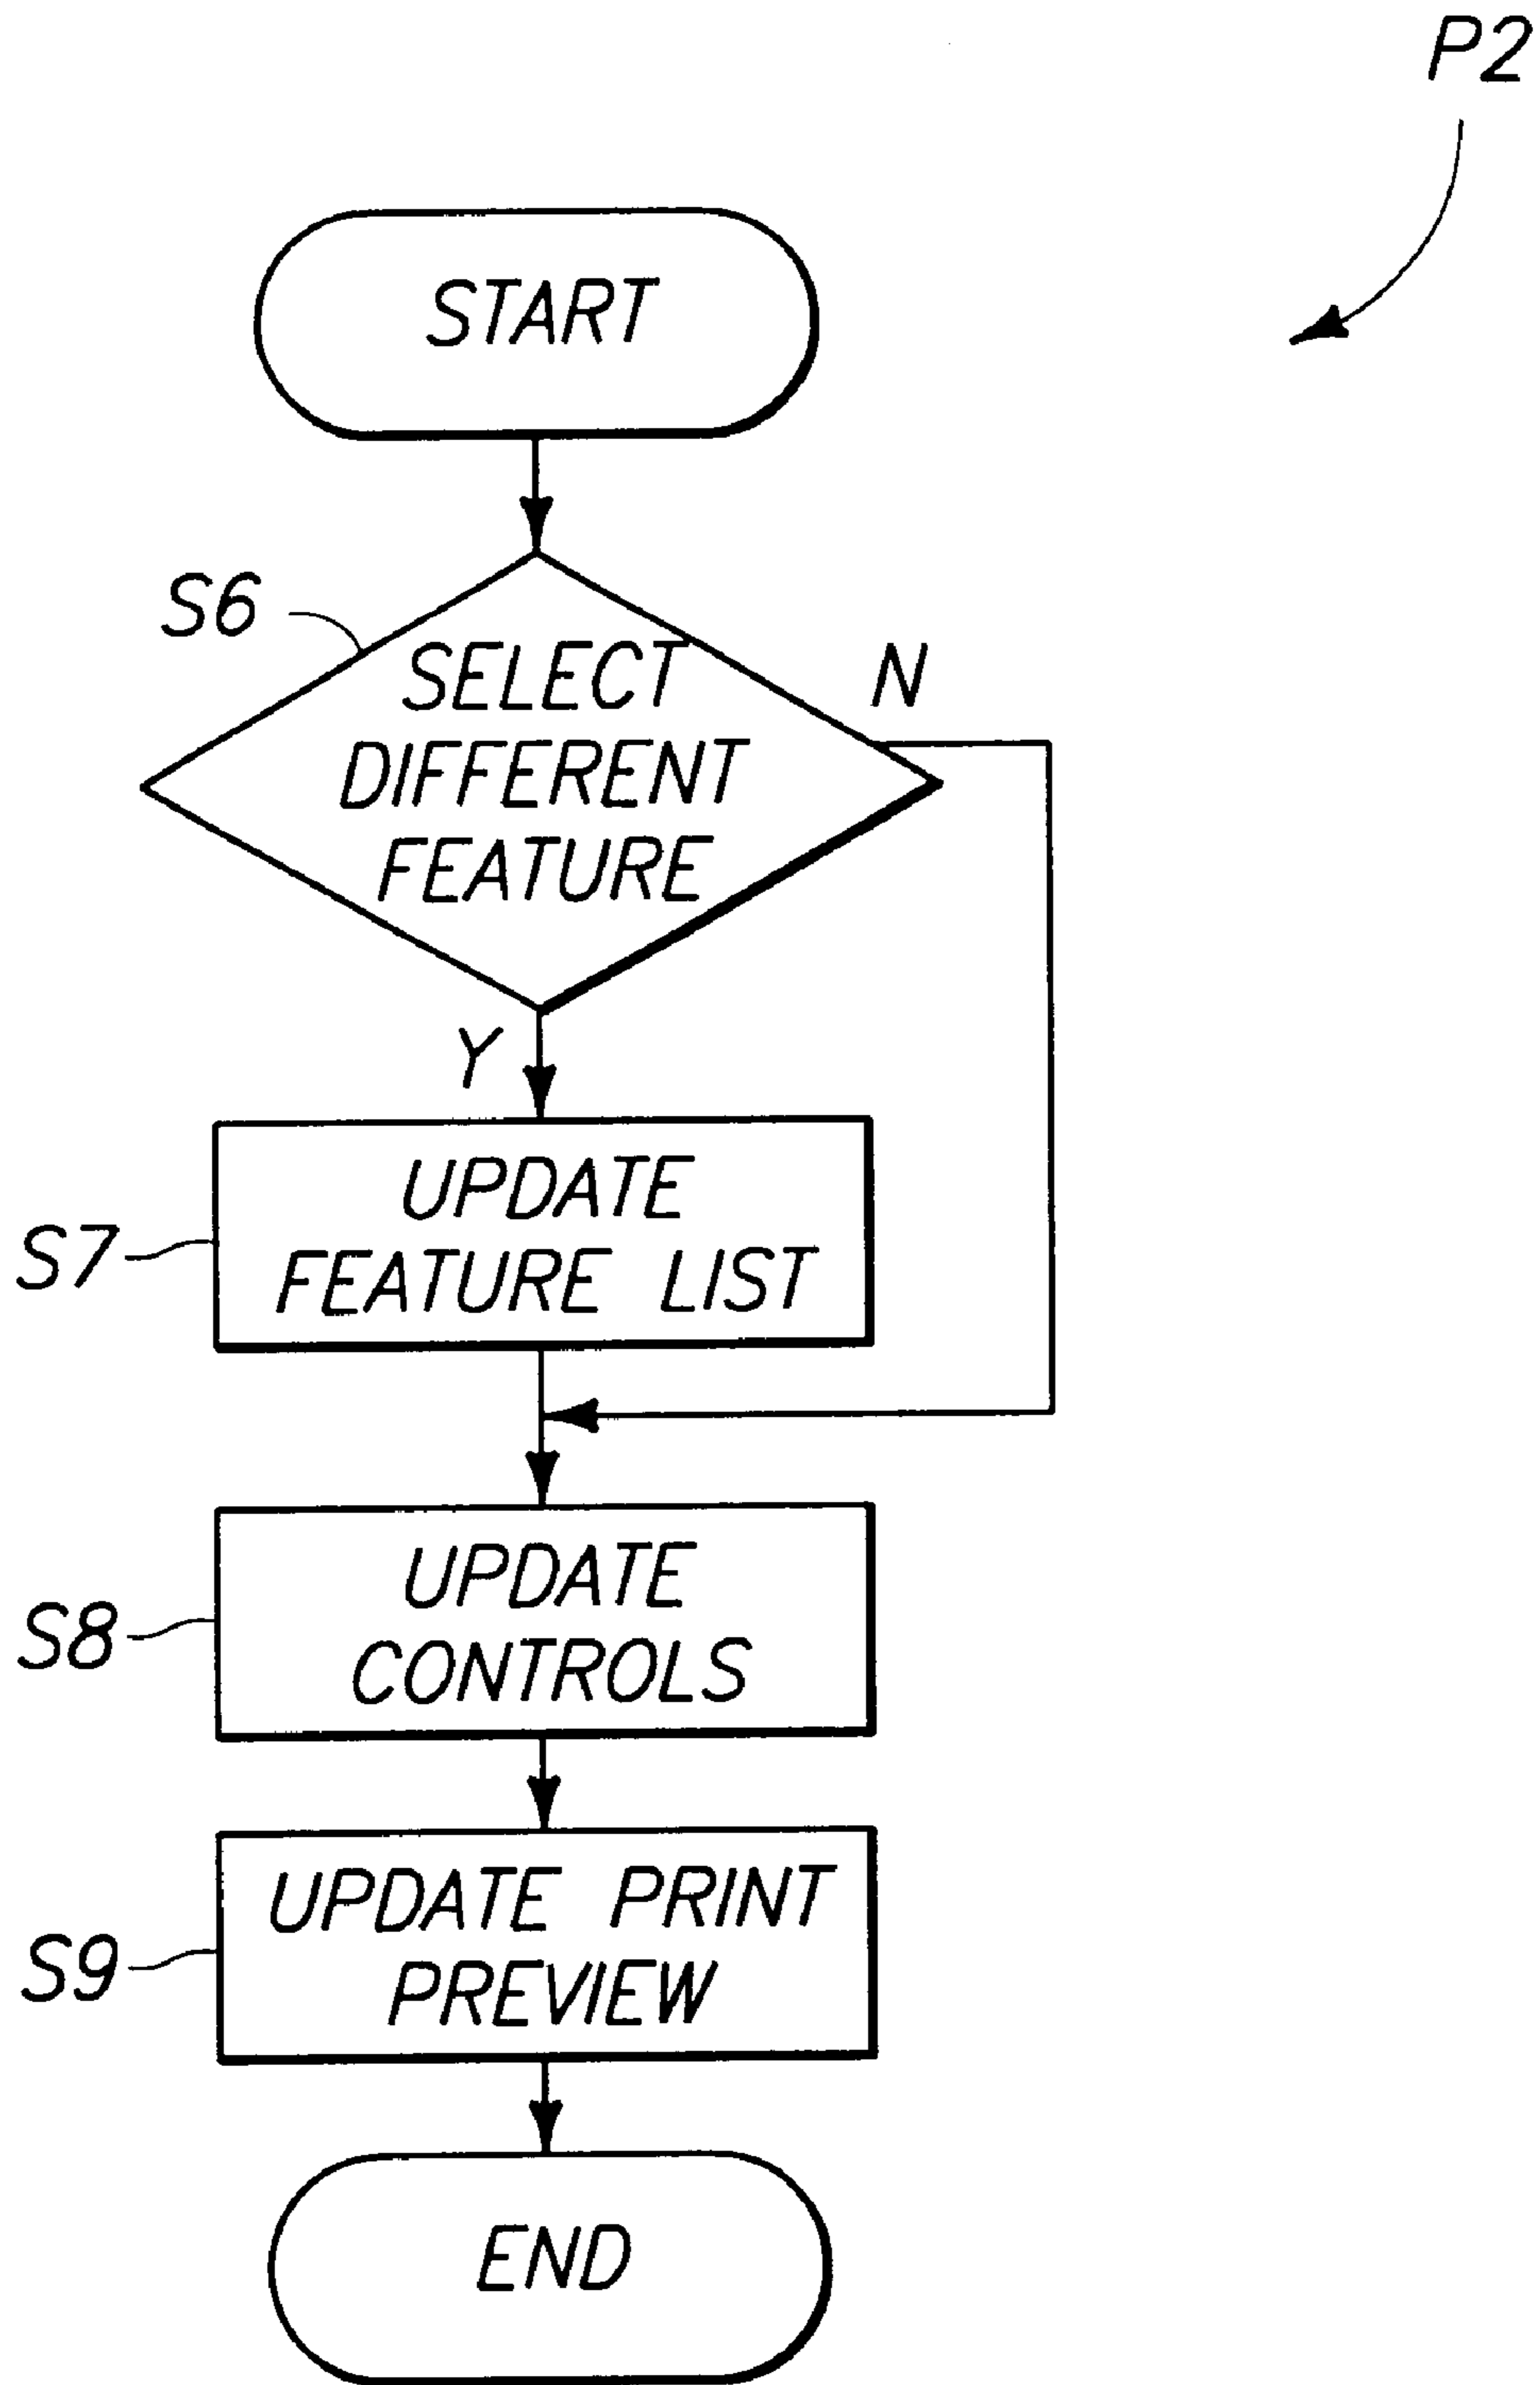 P2
START
S6
SELECT
DIFFERENT
FEATURE
N
Y
S7
UPDATE
FEATURE LIST
S8
UPDATE
CONTROLS
S9
UPDATE PRINT
PREVIEW
END